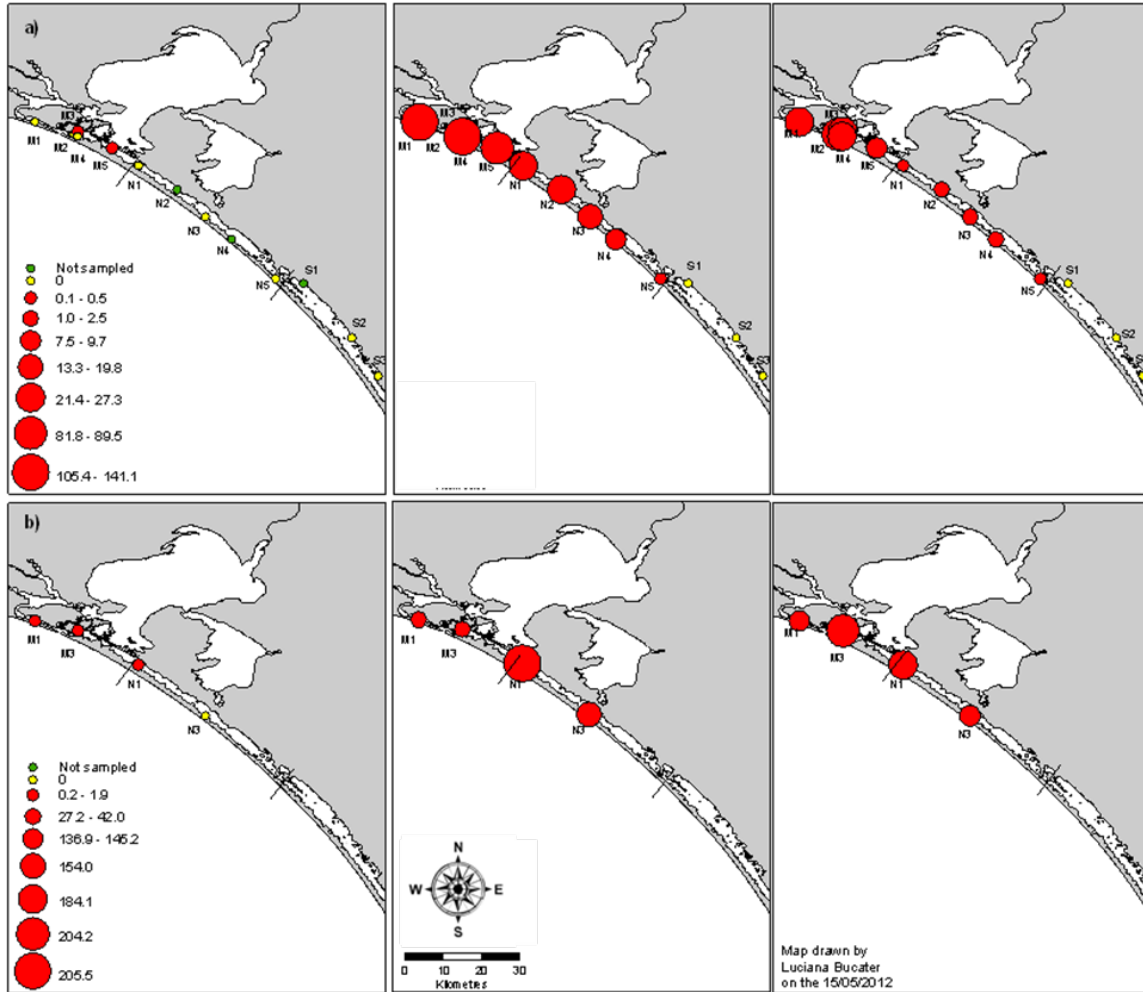 a)
M3
M1
M2
M4
M5
N1
N2
N3
N4
N5
S1
S2
S3
Not sampled
0
0.1 - 0.5
1.0 - 2.5
7.5 - 9.7
13.3 - 19.8
21.4 - 27.3
81.8 - 89.5
105.4 - 141.1
M3
M1
M2
M4
M5
N1
N2
N3
N4
N5
S1
S2
S3
M3
M1
M2
M4
M5
N1
N2
N3
N4
N5
S1
S2
b)
M1
M3
N1
N3
Not sampled
0
0.2 - 1.9
27.2 - 42.0
136.9 - 145.2
154.0
184.1
204.2
205.5
M1
M3
N1
N3
N
W E
S
0 10 20 30
Kilometres
M1
M3
N1
N3
Map drawn by
Luciana Bucater
on the 15/05/2012